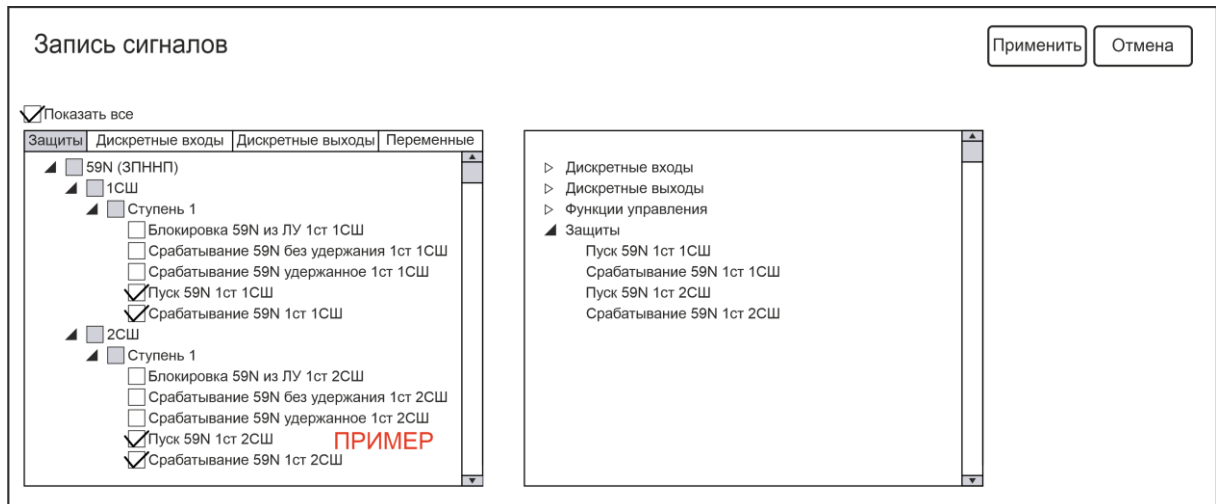 Запись сигналов
Применить
Отмена
Показать все
Защиты Дискретные входы Дискретные выходы Переменные
59N (ЗПННП)
1СШ
Ступень 1
Блокировка 59N из ЛУ 1ст 1СШ
Срабатывание 59N без удержания 1ст 1СШ
Срабатывание 59N удержанное 1ст 1СШ
Пуск 59N 1ст 1СШ
Срабатывание 59N 1ст 1СШ
2СШ
Ступень 1
Блокировка 59N из ЛУ 1ст 2СШ
Срабатывание 59N без удержания 1ст 2СШ
Срабатывание 59N удержанное 1ст 2СШ
Пуск 59N 1ст 2СШ
ПРИМЕР
Срабатывание 59N 1ст 2СШ
Дискретные входы
Дискретные выходы
Функции управления
Защиты
Пуск 59N 1ст 1СШ
Срабатывание 59N 1ст 1СШ
Пуск 59N 1ст 2СШ
Срабатывание 59N 1ст 2СШ